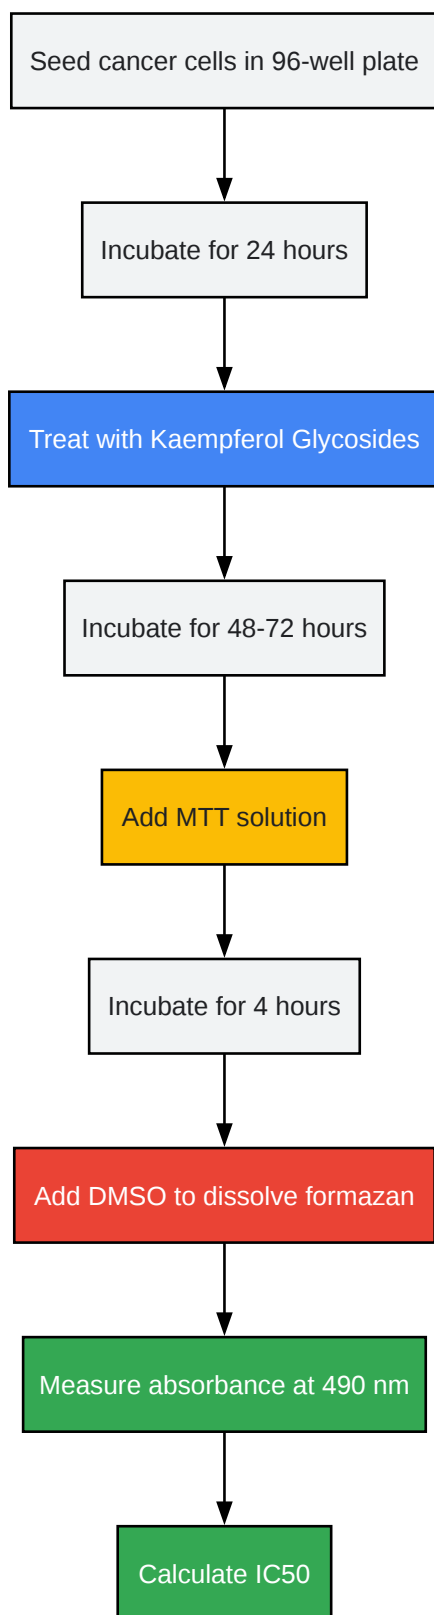 Seed cancer cells in 96-well plate
Incubate for 24 hours
Treat with Kaempferol Glycosides
Incubate for 48-72 hours
Add MTT solution
Incubate for 4 hours
Add DMSO to dissolve formazan
Measure absorbance at 490 nm
Calculate IC50